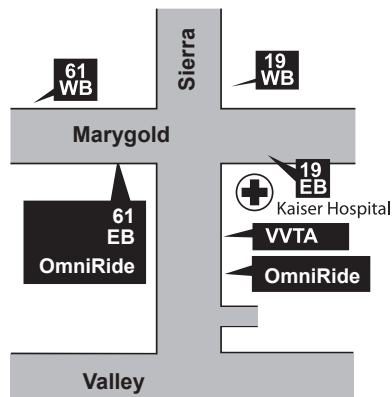 Sierra
61
WB
19
WB
Marygold
19
EB
Kaiser Hospital
61
EB
OmniRide
VVTA
OmniRide
Valley